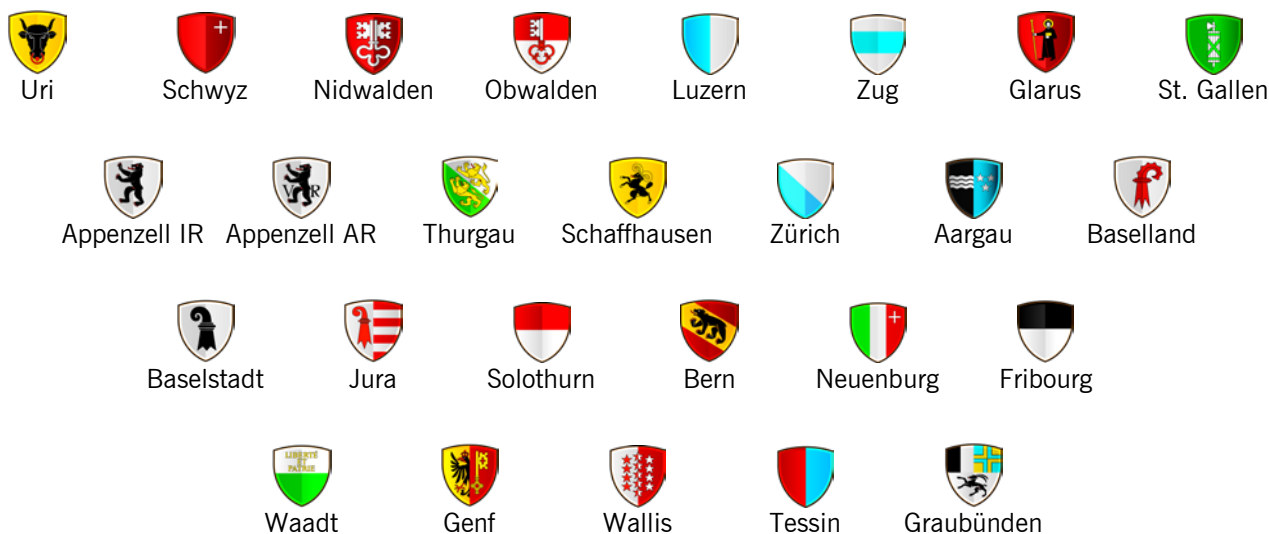 Uri Schwyz Nidwalden Obwalden Luzern Zug Glarus St. Gallen
V R
Appenzell IR Appenzell AR Thurgau Schaffhausen Zürich Aargau Baselland
Baselstadt Jura Solothurn Bern Neuenburg Fribourg
LIBERTÉ
ET
PATRIE
Waadt Genf Wallis Tessin Graubünden